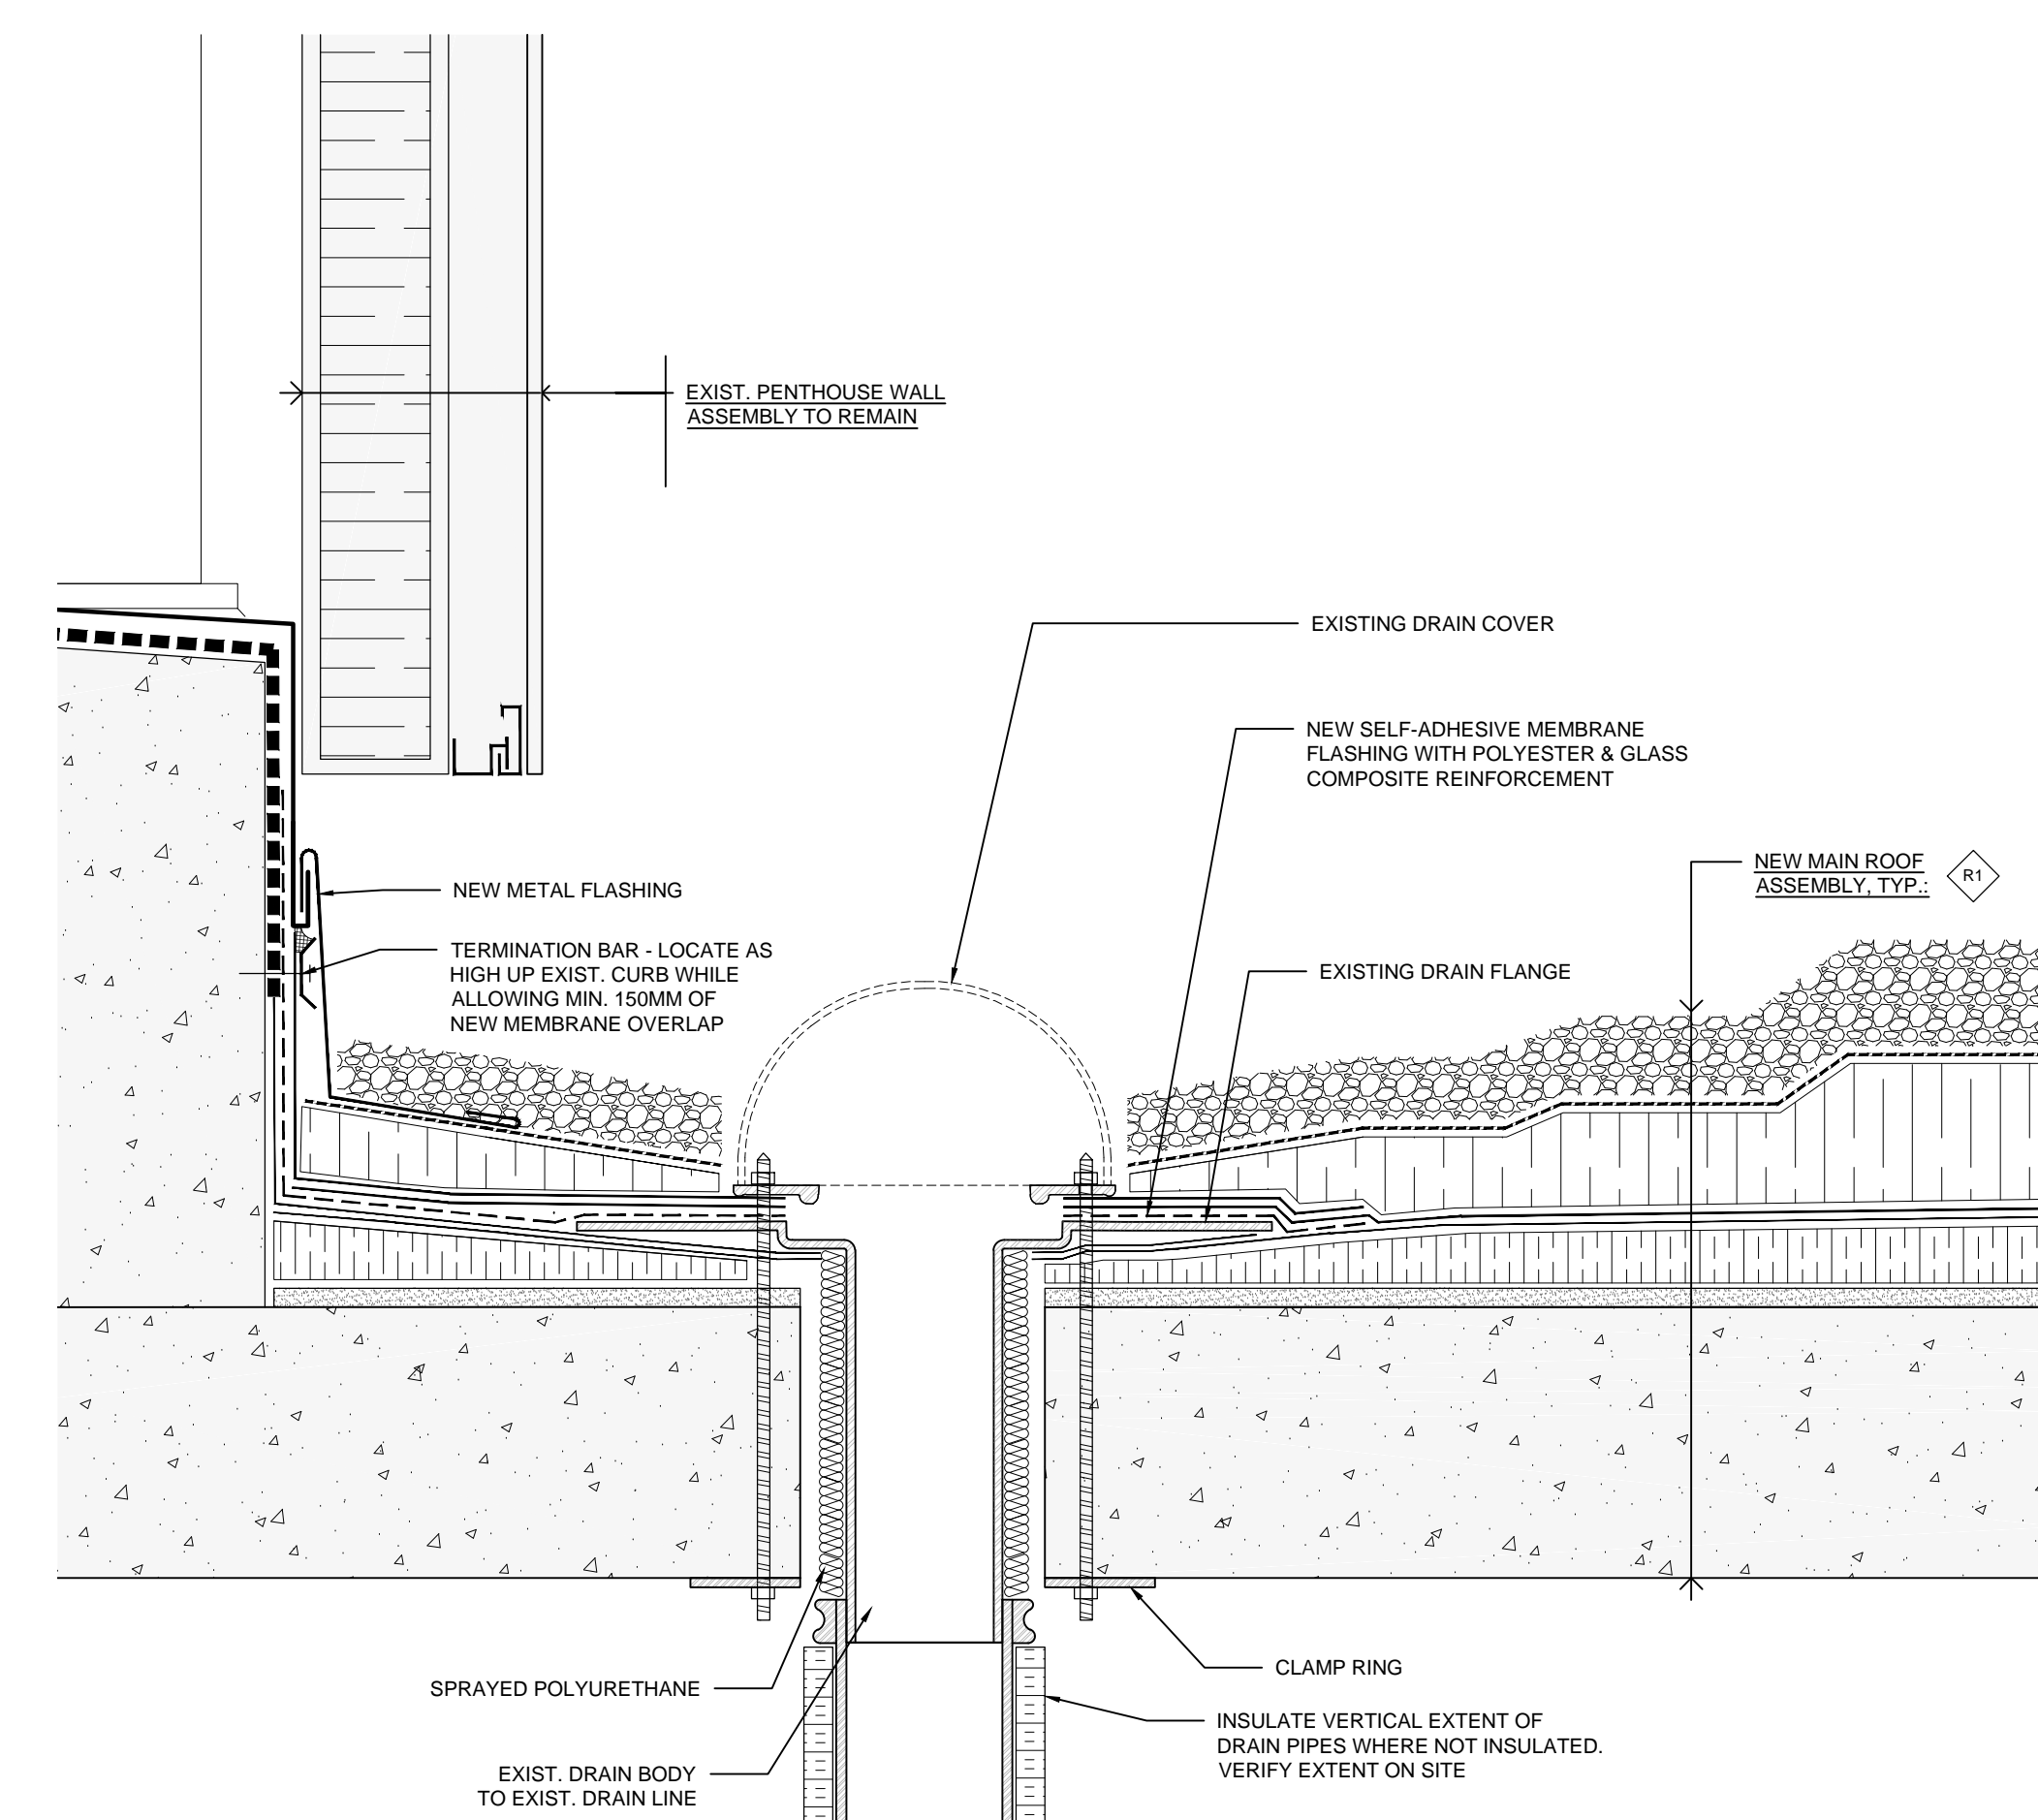 EXIST. PENTHOUSE WALL
ASSEMBLY TO REMAIN
EXISTING DRAIN COVER
NEW SELF-ADHESIVE MEMBRANE
FLASHING WITH POLYESTER & GLASS
COMPOSITE REINFORCEMENT
NEW MAIN ROOF
ASSEMBLY, TYP.:
R1
NEW METAL FLASHING
TERMINATION BAR - LOCATE AS
HIGH UP EXIST. CURB WHILE
ALLOWING MIN. 150MM OF
NEW MEMBRANE OVERLAP
EXISTING DRAIN FLANGE
SPRAYED POLYURETHANE
CLAMP RING
INSULATE VERTICAL EXTENT OF
DRAIN PIPES WHERE NOT INSULATED.
VERIFY EXTENT ON SITE
EXIST. DRAIN BODY
TO EXIST. DRAIN LINE